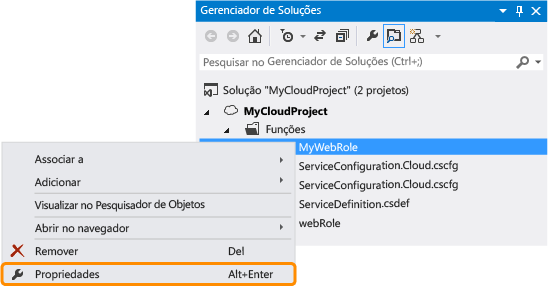 Gerenciador de Soluções
Pesquisar no Gerenciador de Soluções (Ctrl+;)
Solução "MyCloudProject" (2 projetos)
MyCloudProject
Funções
MyWebRole
ServiceConfiguration.Cloud.cscfg
ServiceConfiguration.Cloud.cscfg
ServiceDefinition.csdef
webRole
Associar a
Adicionar
Visualizar no Pesquisador de Objetos
Abrir no navegador
Remover Del
Propriedades Alt+Enter